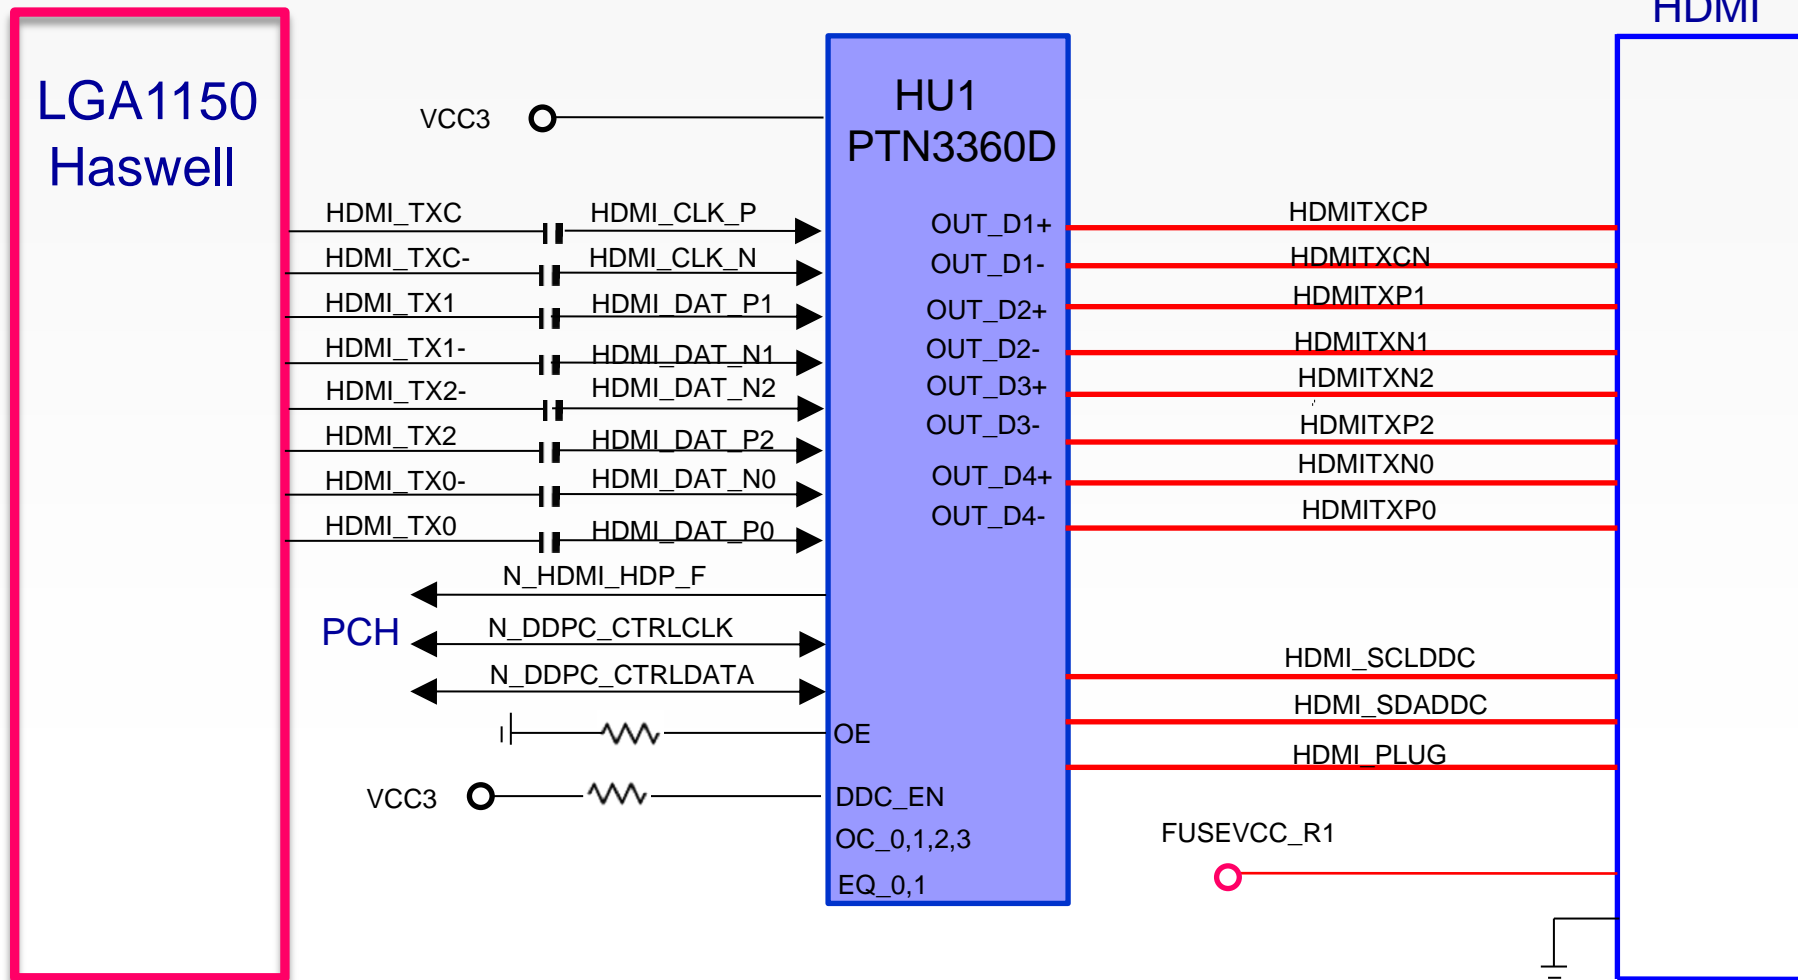 HDMI
LGA1150
Haswell
VCC3
HU1
PTN3360D
HDMI_TXC
HDMI_CLK_P
OUT_D1+
HDMITXCP
HDMI_TXC-
HDMI_CLK_N
OUT_D1-
HDMITXCN
HDMI_TX1
HDMI_DAT_P1
OUT_D2+
HDMITXP1
HDMI_TX1-
HDMI_DAT_N1
OUT_D2-
HDMITXN1
HDMI_TX2-
HDMI_DAT_N2
OUT_D3+
HDMITXN2
HDMI_TX2
HDMI_DAT_P2
OUT_D3-
HDMITXP2
HDMI_TX0-
HDMI_DAT_N0
OUT_D4+
HDMITXN0
HDMI_TX0
HDMI_DAT_P0
OUT_D4-
HDMITXP0
N_HDMI_HDP_F
PCH
N_DDPC_CTRLCLK
HDMI_SCLDDC
N_DDPC_CTRLDATA
HDMI_SDADDC
OE
HDMI_PLUG
VCC3
DDC_EN
OC_0,1,2,3
FUSEVCC_R1
EQ_0,1